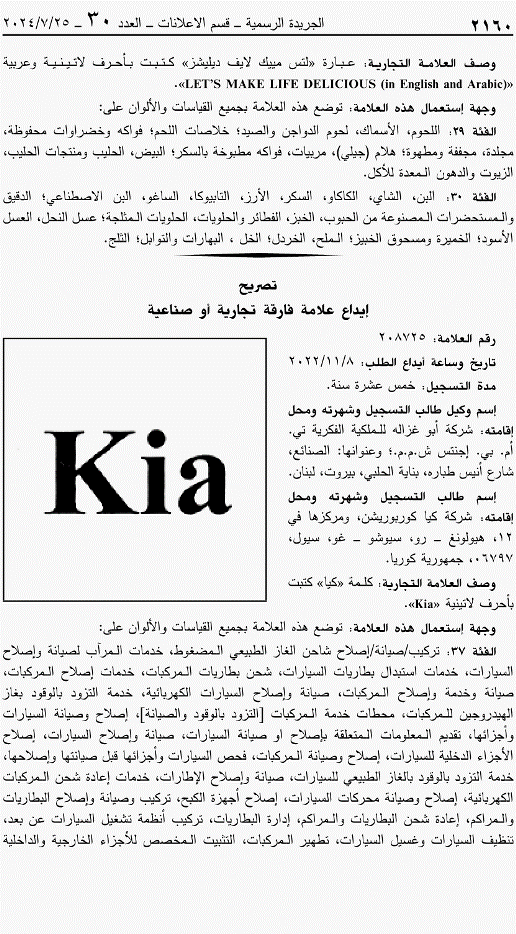 ٢١٦٠ الجريدة الرسمية ــ قسم الاعلانات ــ العدد ٣٠ ــ ٢٠٢٤/٧/٢٥
وصف العلامة التجارية: عبارة «لتس مييك لايف ديليشز» كتبت بأحرف لاتينية وعربية
«LET'S MAKE LIFE DELICIOUS (in English and Arabic)».
وجهة إستعمال هذه العلامة: توضع هذه العلامة بجميع القياسات والألوان على:
الفئة ٢٩: اللحوم، الأسماك، لحوم الدواجن والصيد؛ خلاصات اللحم؛ فواكه وخضراوات محفوظة،
مجلدة، مجففة ومطهوة؛ هلام (جيلي)، مربيات، فواكه مطبوخة بالسكر؛ البيض، الحليب ومنتجات الحليب،
الزيوت والدهون المعدة للأكل.
الفئة ٣٠: البن، الشاي، الكاكاو، السكر، الأرز، التابيوكا، الساغو، البن الاصطناعي؛ الدقيق
والمستحضرات المصنوعة من الحبوب، الخبز، الفطائر والحلويات، الحلويات المثلجة؛ عسل النحل، العسل
الأسود؛ الخميرة ومسحوق الخبيز؛ الملح، الخردل؛ الخل ، البهارات والتوابل؛ الثلج.
تصريح
إيداع علامة فارقة تجارية أو صناعية
رقم العلامة: ٢٠٨٧٢٥
تاريخ وساعة أيداع الطلب: ٢٠٢٢/١١/٨
مدة التسجيل: خمس عشرة سنة.
إسم وكيل طالب التسجيل وشهرته ومحل
إقامته: شركة أبو غزاله للملكية الفكرية تي.
أم. بي. إجنتس ش.م.م.؛ وعنوانها: الصنائع،
شارع أنيس طباره، بناية الحلبي، بيروت، لبنان.
إسم طالب التسجيل وشهرته ومحل
إقامته: شركة كيا كوربوريشن، ومركزها في
١٢، هيولونغ ــ رو، سيوشو ــ غو، سيول،
٠٦٧٩٧، جمهورية كوريا.
وصف العلامة التجارية: كلمة «كيا» كتبت
بأحرف لاتينية «Kia».
Kia
وجهة إستعمال هذه العلامة: توضع هذه العلامة بجميع القياسات والألوان على:
الفئة ٣٧: تركيب/صيانة/إصلاح شاحن الغاز الطبيعي المضغوط، خدمات المرآب لصيانة وإصلاح
السيارات، خدمات استبدال بطاريات السيارات، شحن بطاريات المركبات، خدمات إصلاح المركبات،
صيانة وخدمة وإصلاح المركبات، صيانة وإصلاح السيارات الكهربائية، خدمة التزود بالوقود بغاز
الهيدروجين للمركبات، محطات خدمة المركبات [التزود بالوقود والصيانة]، إصلاح وصيانة السيارات
وأجزائها، تقديم المعلومات المتعلقة بإصلاح او صيانة السيارات، صيانة وإصلاح السيارات، إصلاح
الأجزاء الدخلية للسيارات، إصلاح وصيانة المركبات، فحص السيارات وأجزائها قبل صيانتها وإصلاحها،
خدمة التزود بالوقود بالغاز الطبيعي للسيارات، صيانة وإصلاح الإطارات، خدمات إعادة شحن المركبات
الكهربائية، إصلاح وصيانة محركات السيارات، إصلاح أجهزة الكبح، تركيب وصيانة وإصلاح البطاريات
والمراكم، إعادة شحن البطاريات والمراكم، إدارة البطاريات، تركيب أنظمة تشغيل السيارات عن بعد،
تنظيف السيارات وغسيل السيارات، تطهير المركبات، التثبيت المخصص للأجزاء الخارجية والداخلية